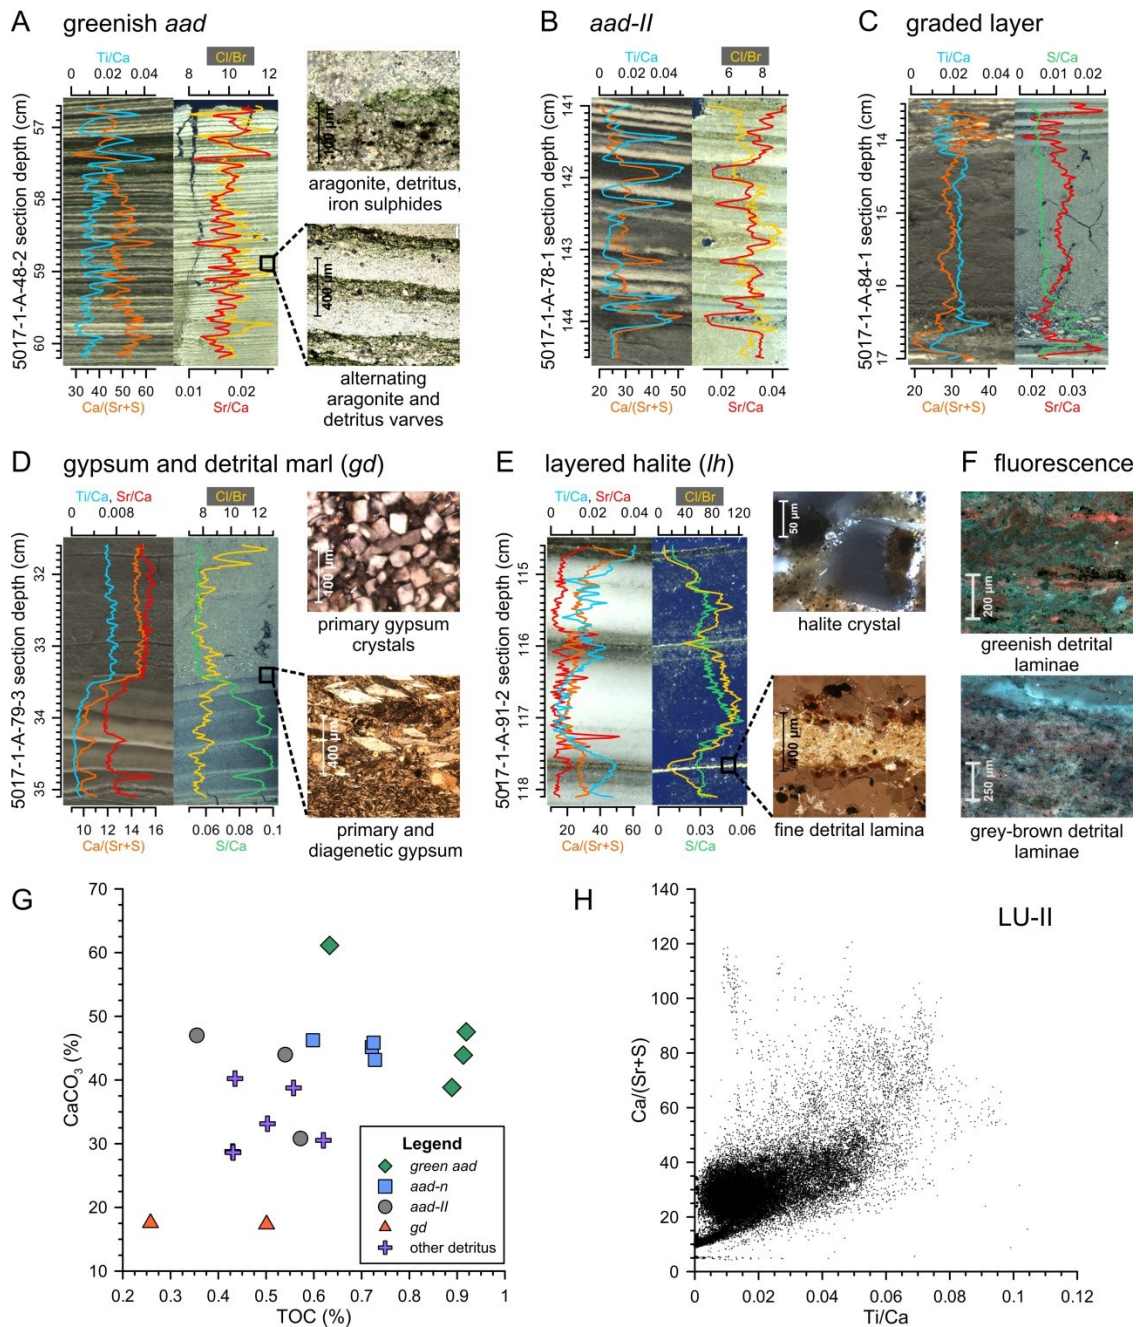 A greenish aad
Ti/Ca
0 0.02 0.04
Cl/Br
8 10 12
5017-1-A-48-2 section depth (cm)
57
58
59
60
30 40 50 60
Ca/(Sr+S)
0.01 0.02
Sr/Ca
100 µm
aragonite, detritus,
iron sulphides
400 µm
alternating
aragonite and
detritus varves
B aad-II
Ti/Ca
0 0.02 0.04
Cl/Br
6 8
5017-1-A-78-1 section depth (cm)
141
142
143
144
20 30 40 50
Ca/(Sr+S)
0.02 0.04
Sr/Ca
C graded layer
Ti/Ca
0 0.02 0.04
S/Ca
0 0.01 0.02
5017-1-A-84-1 section depth (cm)
14
15
16
17
20 30 40
Ca/(Sr+S)
0.02 0.03
Sr/Ca
D gypsum and detrital marl (gd)
Ti/Ca, Sr/Ca
0 0.008
Cl/Br
8 10 12
5017-1-A-79-3 section depth (cm)
32
33
34
35
10 12 14 16
Ca/(Sr+S)
0.06 0.08 0.1
S/Ca
100 µm
primary gypsum
crystals
400 µm
primary and
diagenetic gypsum
E layered halite (lh)
Ti/Ca, Sr/Ca
0 0.02 0.04
Cl/Br
0 40 80 120
5017-1-A-91-2 section depth (cm)
115
116
117
118
20 40 60
Ca/(Sr+S)
0 0.03 0.06
S/Ca
50 µm
halite crystal
400 µm
fine detrital lamina
F fluorescence
200 µm
greenish detrital
laminae
250 µm
grey-brown detrital
laminae
G
CaCO3 (%)
70
60
50
40
30
20
10
0.2 0.3 0.4 0.5 0.6 0.7 0.8 0.9 1
TOC (%)
Legend
green aad
aad-n
aad-II
gd
other detritus
H
LU-II
Ca/(Sr+S)
140
120
100
80
60
40
20
0
0 0.02 0.04 0.06 0.08 0.1 0.12
Ti/Ca